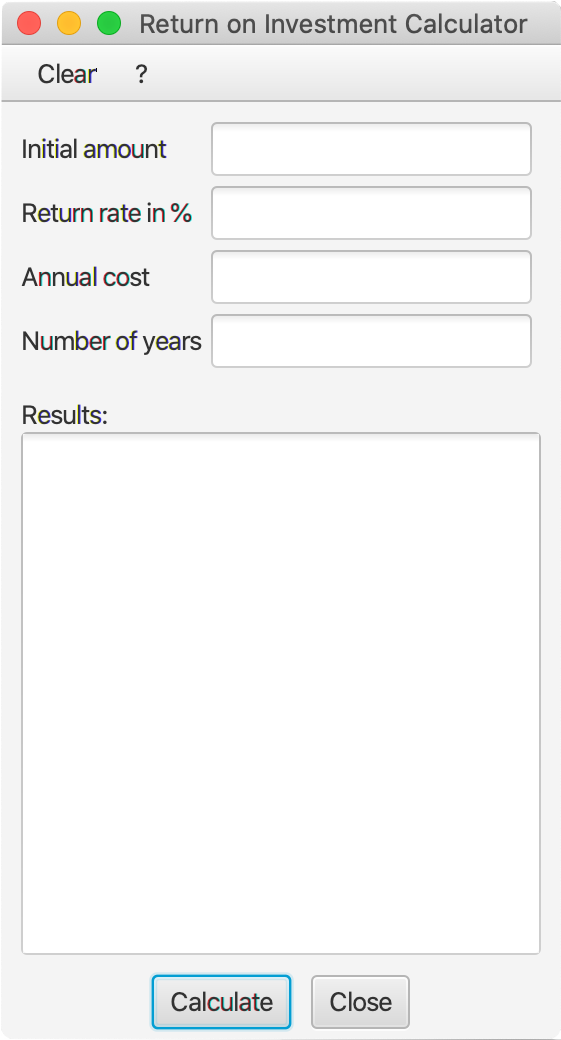 Return on Investment Calculator
Clear ?
Initial amount
Return rate in %
Annual cost
Number of years
Results:
Calculate Close